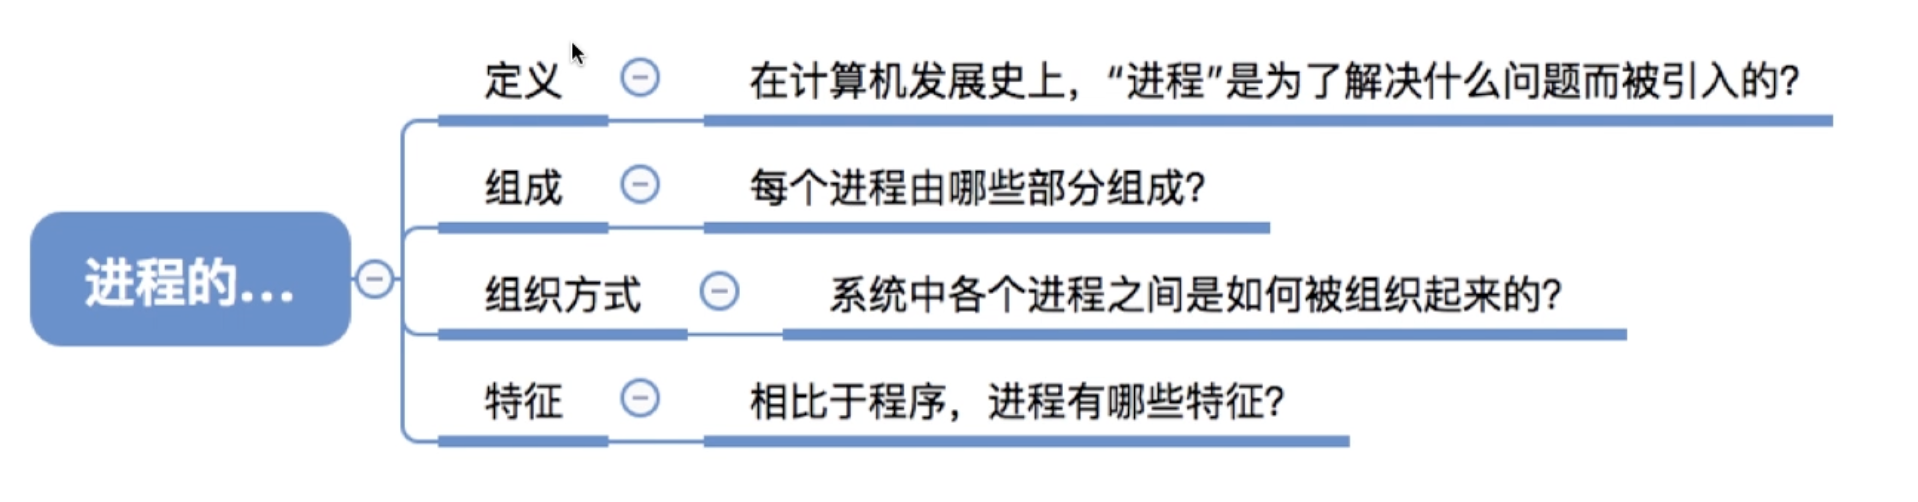 定义
在计算机发展史上，“进程”是为了解决什么问题而被引入的?
组成
每个进程由哪些部分组成?
进程的...
组织方式
系统中各个进程之间是如何被组织起来的?
特征
相比于程序，进程有哪些特征?